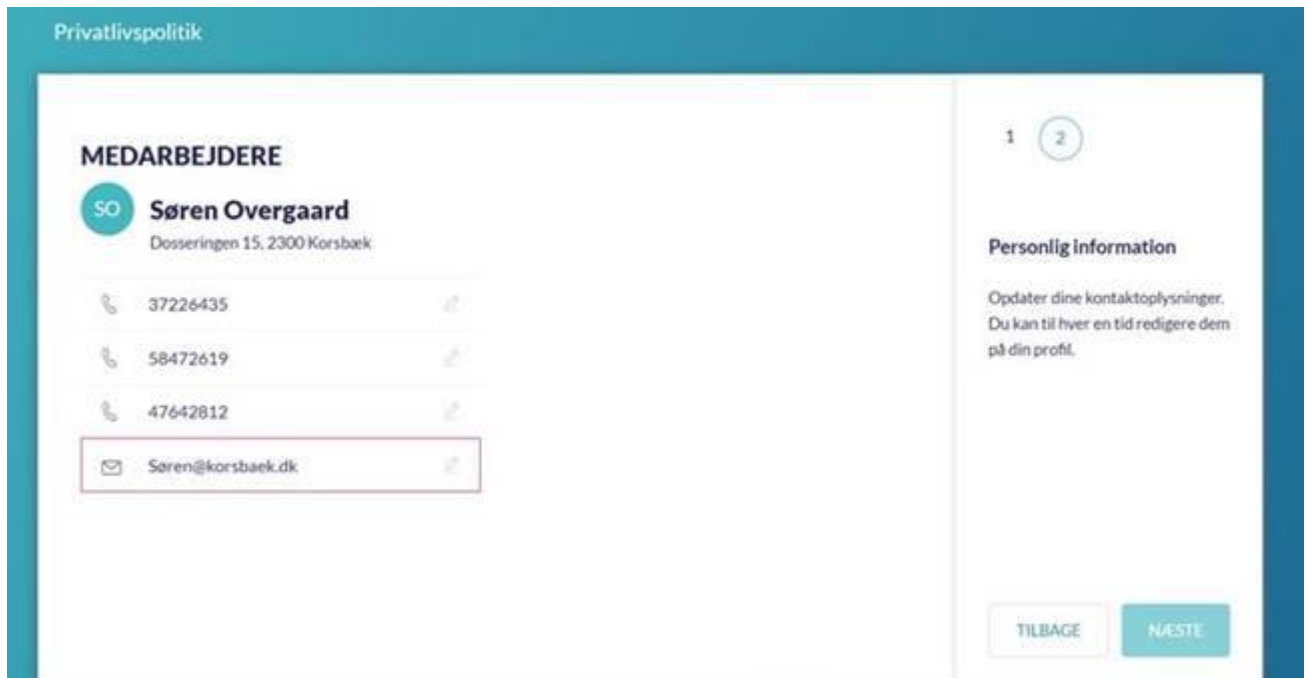 Privatlivspolitik
MEDARBEJDERE
SO
Søren Overgaard
Dosseringen 15, 2300 Korsbæk
37226435
58472619
47642812
Søren@korsbaek.dk
1 2
Personlig information
Opdater dine kontaktoplysninger.
Du kan til hver en tid redigere dem
på din profil.
TILBAGE NÆSTE